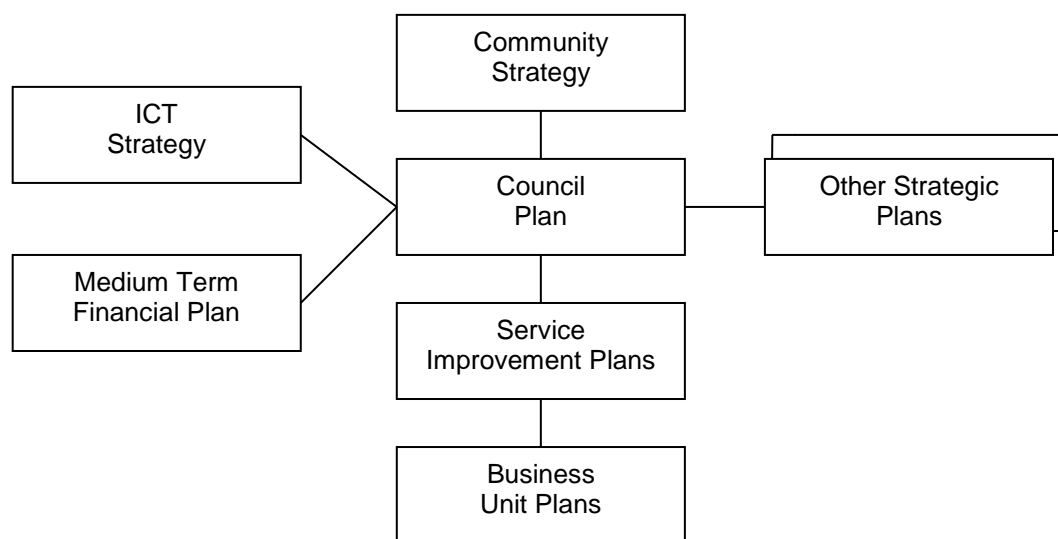 Community
Strategy
ICT
Strategy
Council
Plan
Other Strategic
Plans
Medium Term
Financial Plan
Service
Improvement Plans
Business
Unit Plans